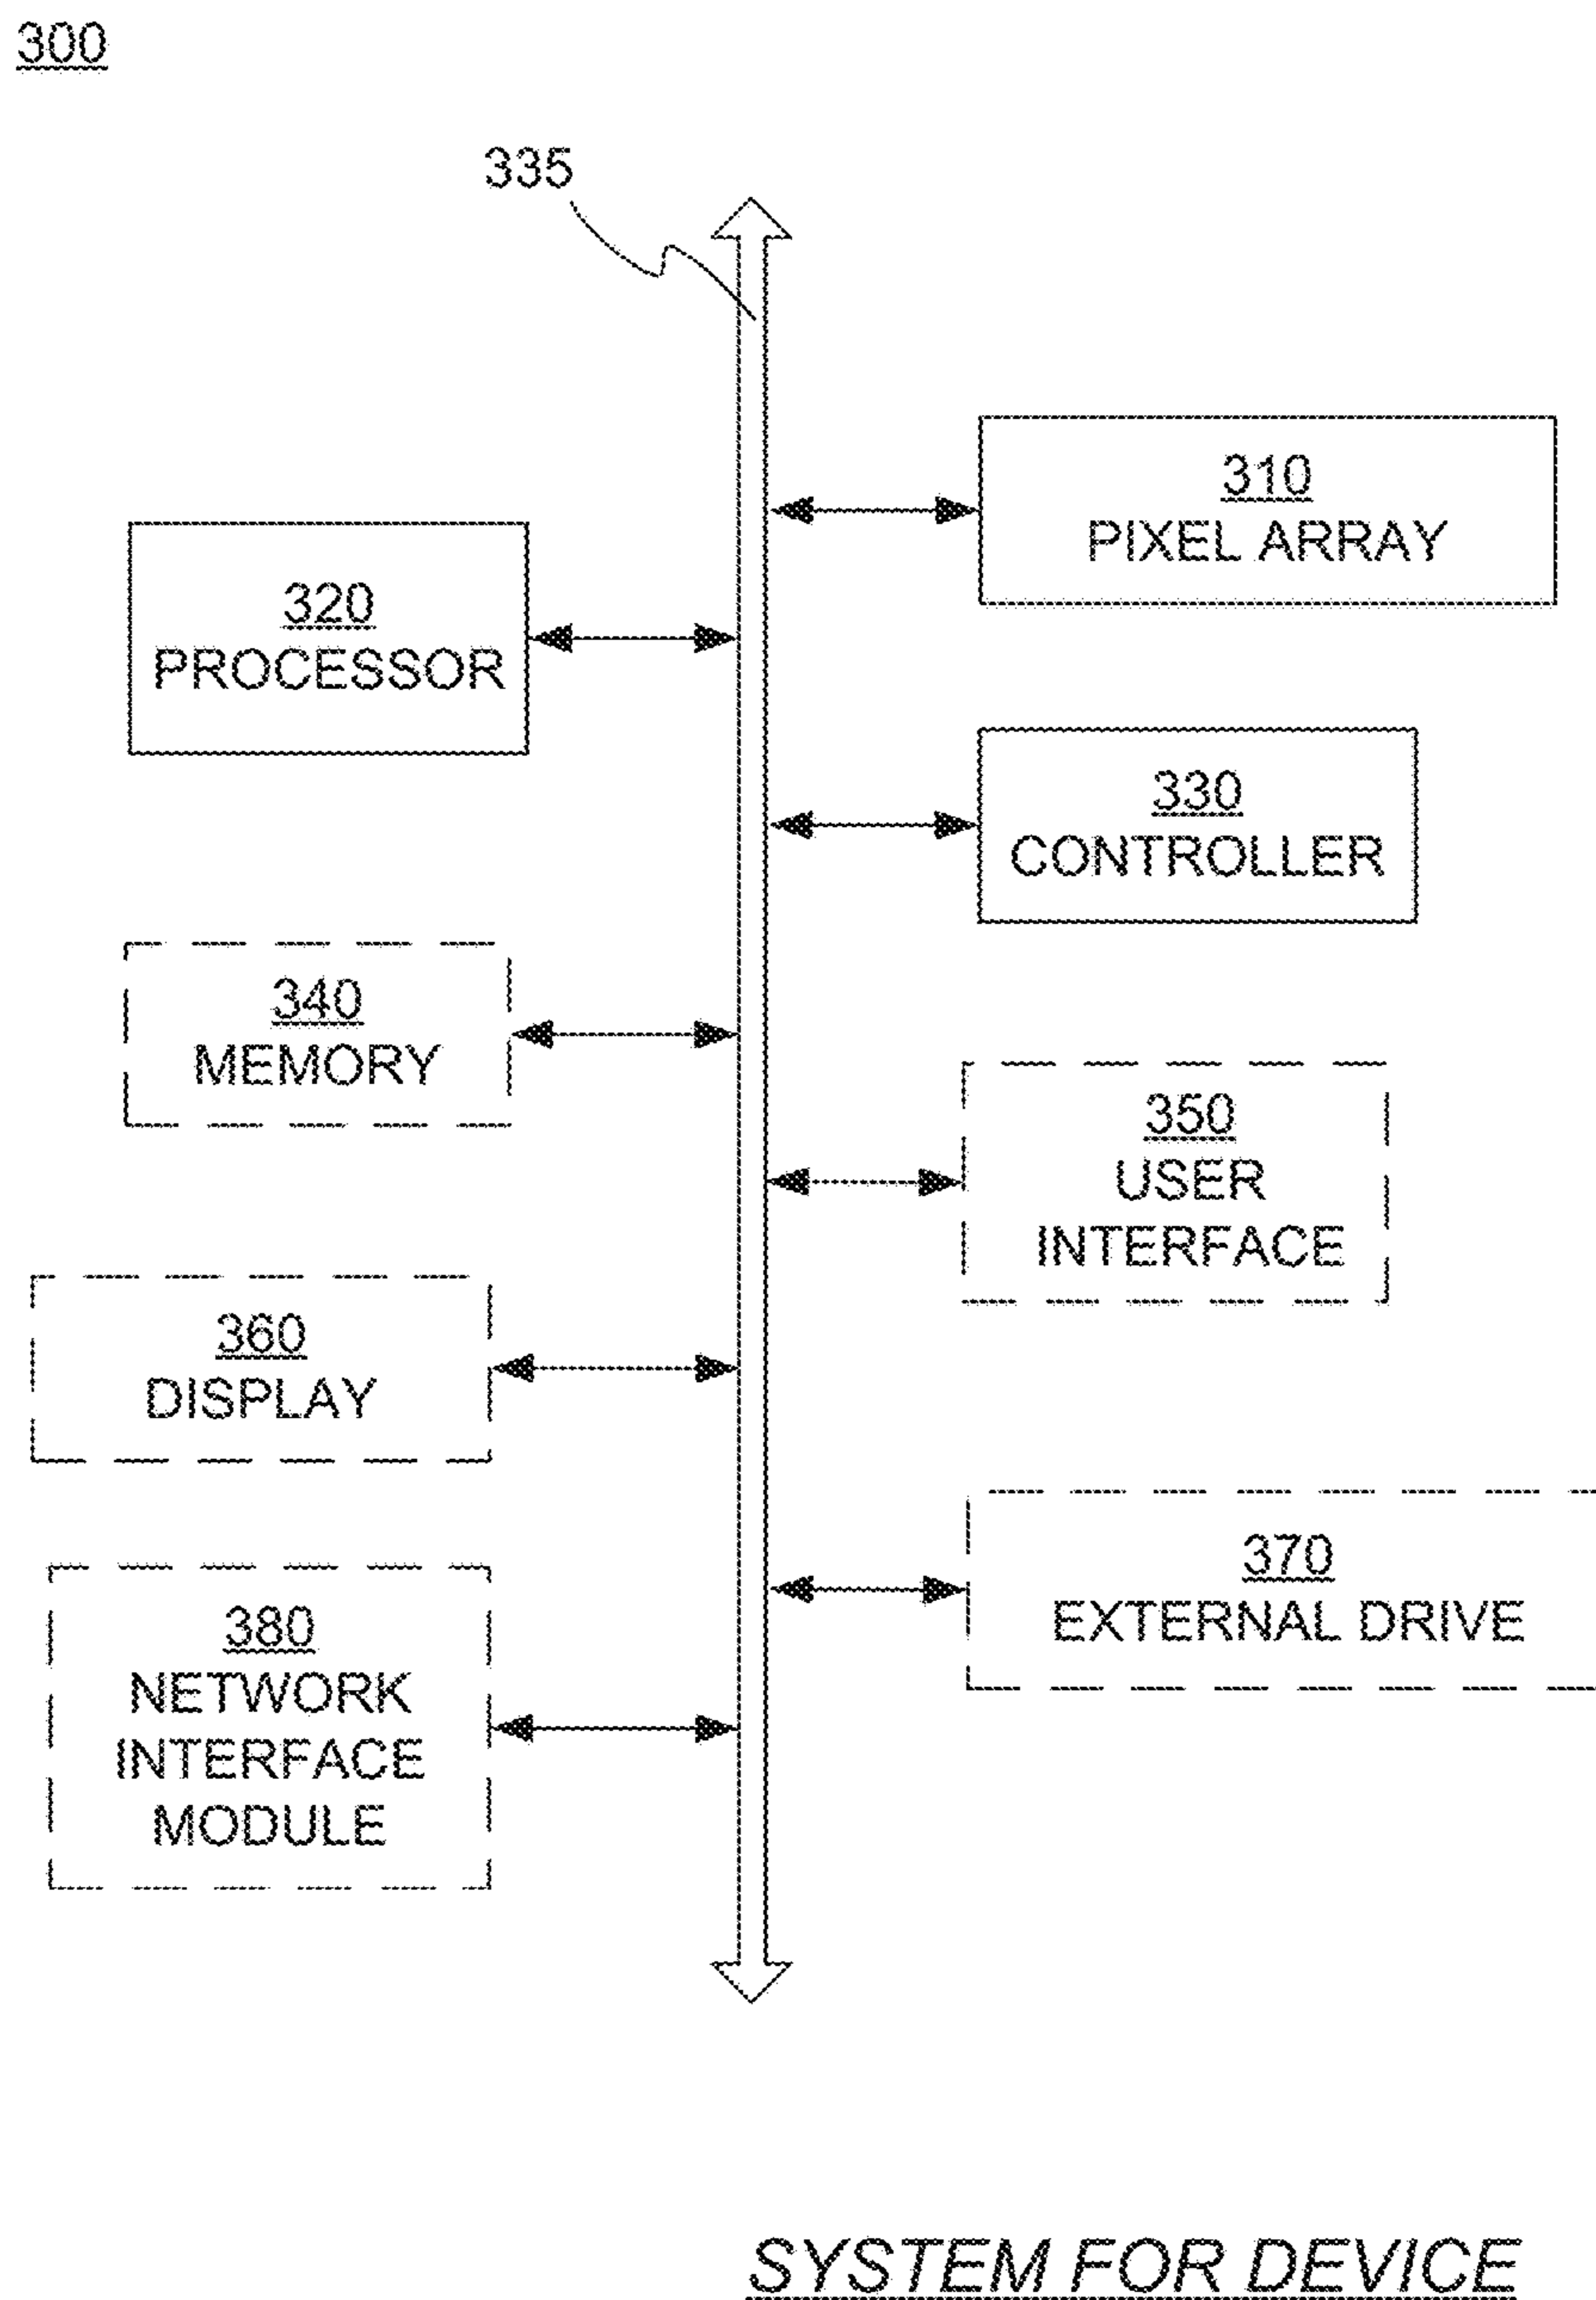 300
335
310
PIXEL ARRAY
320
PROCESSOR
330
CONTROLLER
340
MEMORY
350
USER
INTERFACE
360
DISPLAY
370
EXTERNAL DRIVE
380
NETWORK
INTERFACE
MODULE
SYSTEM FOR DEVICE